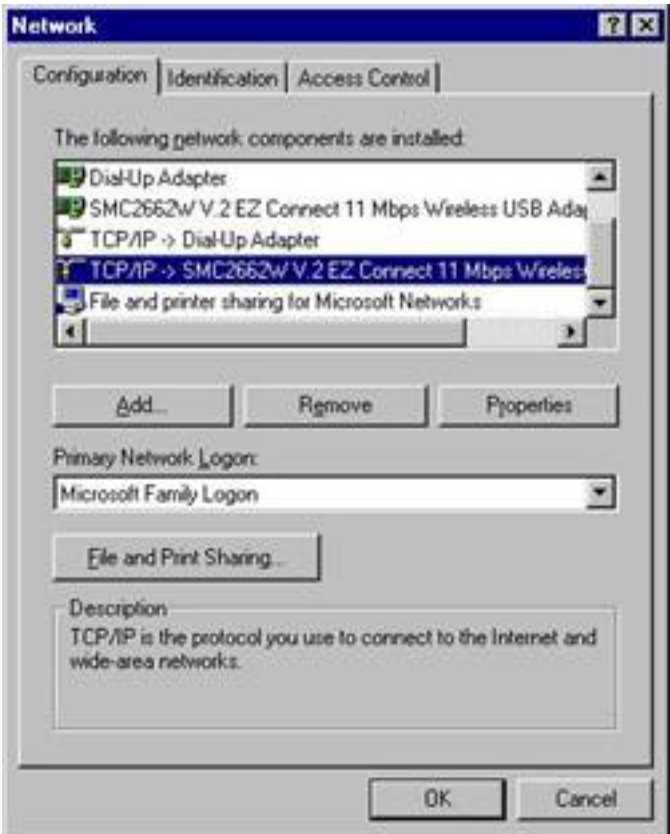 Network
Configuration Identification Access Control
The following network components are installed:
Dial-Up Adapter
SMC2662W V.2 EZ Connect 11 Mbps Wireless USB Adap
TCP/IP -> Dial-Up Adapter
TCP/IP -> SMC2662W V.2 EZ Connect 11 Mbps Wireles
File and printer sharing for Microsoft Networks
Add... Remove Properties
Primary Network Logon:
Microsoft Family Logon
File and Print Sharing...
Description
TCP/IP is the protocol you use to connect to the Internet and
wide-area networks.
OK Cancel